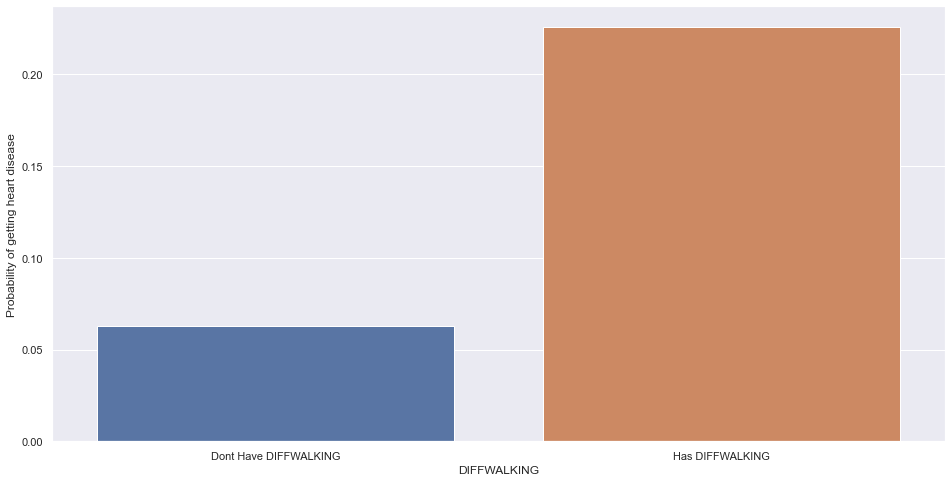 Probability of getting heart disease
0.20
0.15
0.10
0.05
0.00
Dont Have DIFFWALKING
Has DIFFWALKING
DIFFWALKING